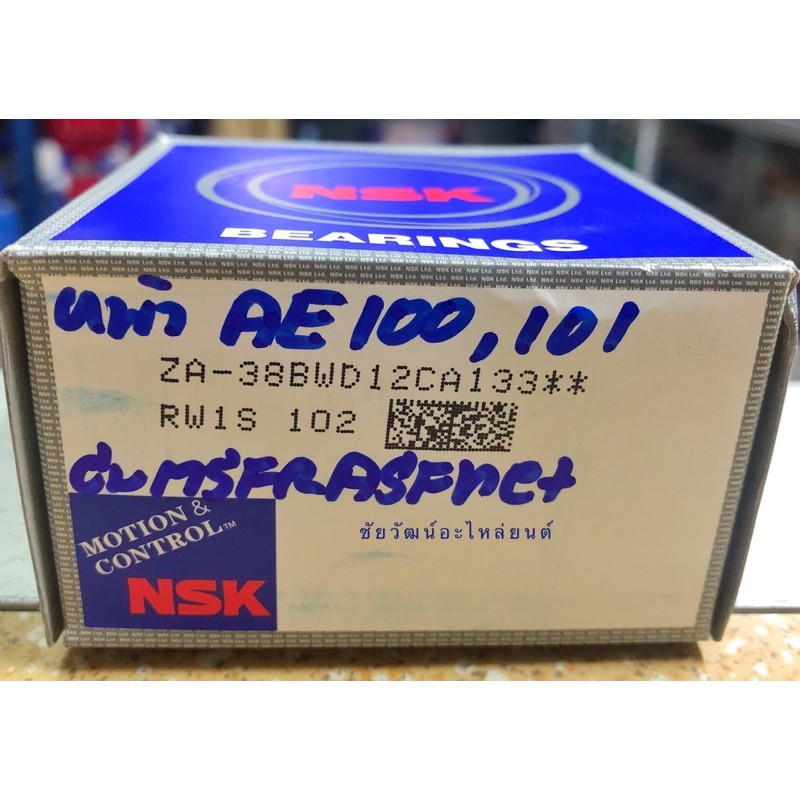 NSK
BEARINGS
หน้า AE100,101
ZA-38BWD12CA133**
RW1S 102
MOTION &
CONTROL™
NSK
ชัยวัฒน์อะไหล่ยนต์